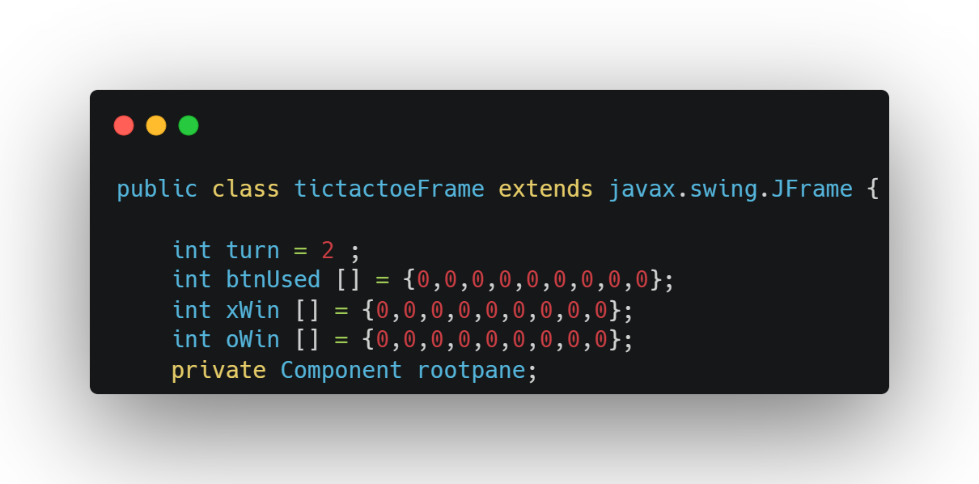 public class tictactoeFrame extends javax.swing.JFrame {
int turn = 2 ;
int btnUsed [] = {0,0,0,0,0,0,0,0,0};
int xWin [] = {0,0,0,0,0,0,0,0,0};
int oWin [] = {0,0,0,0,0,0,0,0,0};
private Component rootpane;